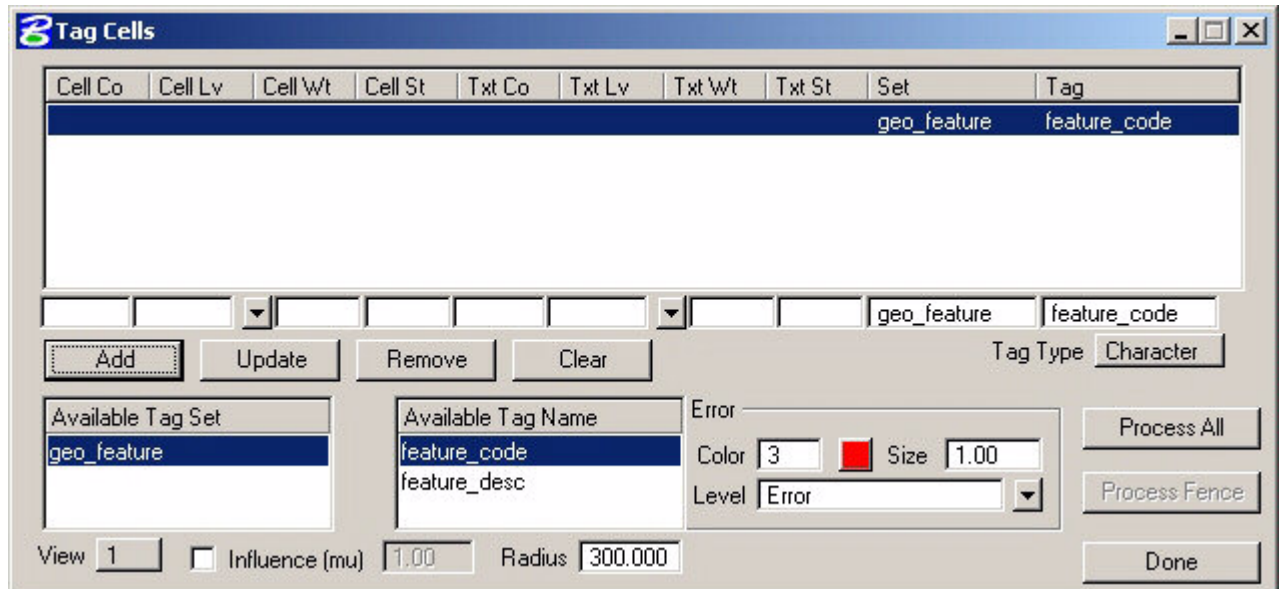 Tag Cells
Cell Co Cell Lv Cell Wt Cell St Txt Co Txt Lv Txt Wt Txt St Set Tag
geo_feature feature_code
geo_feature feature_code
Add Update Remove Clear Tag Type Character
Available Tag Set Available Tag Name Error Process All
geo_feature feature_code Color 3 Size 1.00
feature_desc Level Error Process Fence
View 1 Influence (mu) 1.00 Radius 300.000 Done